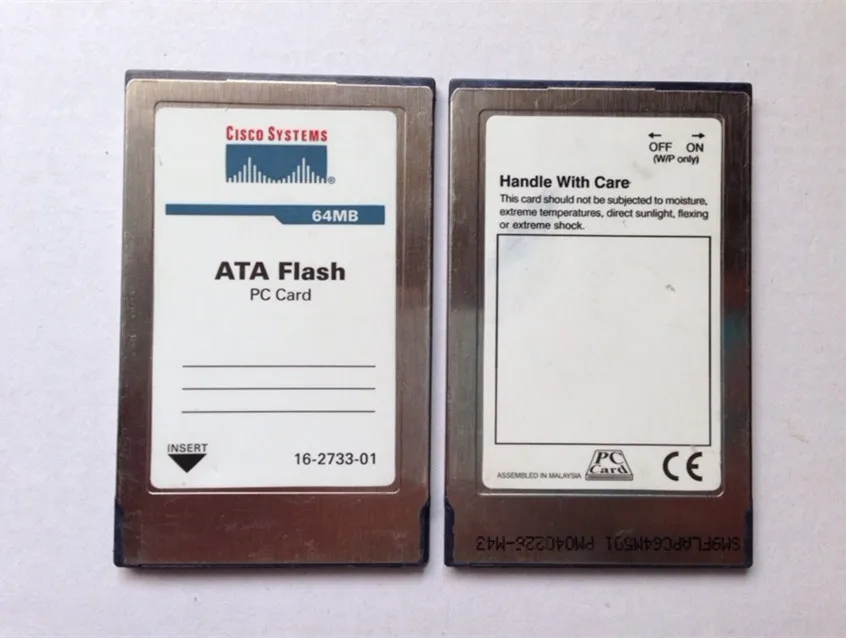 CISCO SYSTEMS
®
64MB
ATA Flash
PC Card
INSERT
16-2733-01
← →
OFF ON
(W/P only)
Handle With Care
This card should not be subjected to moisture,
extreme temperatures, direct sunlight, flexing
or extreme shock.
ASSEMBLED IN MALAYSIA
PC
Card
CE
SM9FLAPC64M501 PM040226-M43